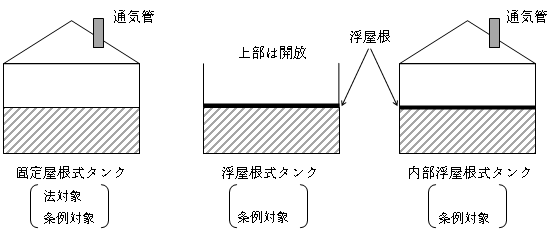 通気管
通気管
浮屋根
上部は開放
固定屋根式タンク
法対象
条例対象
浮屋根式タンク
条例対象
内部浮屋根式タンク
条例対象